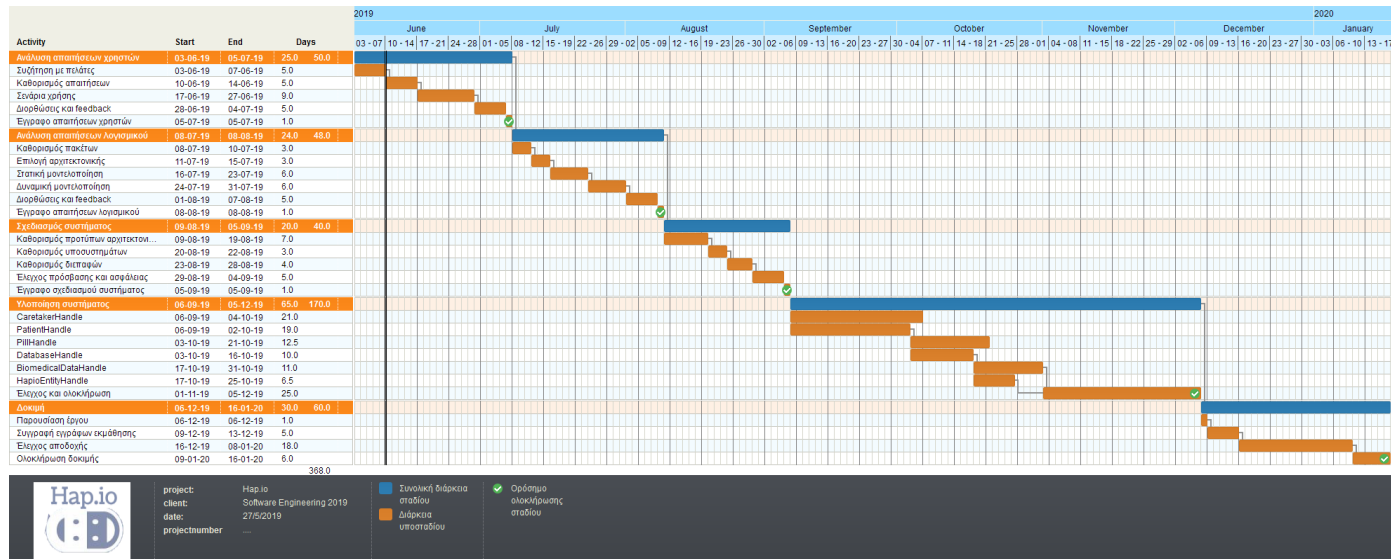 2019 2020
June July August September October November December January
Activity Start End Days 03 - 07 10 - 14 17 - 21 24 - 28 01 - 05 08 - 12 15 - 19 22 - 26 29 - 02 05 - 09 12 - 16 19 - 23 26 - 30 02 - 06 09 - 13 16 - 20 23 - 27 30 - 04 07 - 11 14 - 18 21 - 25 28 - 01 04 - 08 11 - 15 18 - 22 25 - 29 02 - 06 09 - 13 16 - 20 23 - 27 30 - 03 06 - 10 13 - 17
Ανάλυση απαιτήσεων χρηστών 03-06-19 05-07-19 25.0 50.0
Συζήτηση με πελάτες 03-06-19 07-06-19 5.0
Καθορισμός απαιτήσεων 10-06-19 14-06-19 5.0
Σενάρια χρήσης 17-06-19 27-06-19 9.0
Διορθώσεις και feedback 28-06-19 04-07-19 5.0
Έγγραφο απαιτήσεων χρηστών 05-07-19 05-07-19 1.0
Ανάλυση απαιτήσεων λογισμικού 08-07-19 08-08-19 24.0 48.0
Καθορισμός πακέτων 08-07-19 10-07-19 3.0
Επιλογή αρχιτεκτονικής 11-07-19 15-07-19 3.0
Στατική μοντελοποίηση 16-07-19 23-07-19 6.0
Δυναμική μοντελοποίηση 24-07-19 31-07-19 6.0
Διορθώσεις και feedback 01-08-19 07-08-19 5.0
Έγγραφο απαιτήσεων λογισμικού 08-08-19 08-08-19 1.0
Σχεδιασμός συστήματος 09-08-19 05-09-19 20.0 40.0
Καθορισμός προτύπων αρχιτεκτονι... 09-08-19 19-08-19 7.0
Καθορισμός υποσυστημάτων 20-08-19 22-08-19 3.0
Καθορισμός διεπαφών 23-08-19 28-08-19 4.0
Έλεγχος πρόσβασης και ασφάλειας 29-08-19 04-09-19 5.0
Έγγραφο σχεδιασμού συστήματος 05-09-19 05-09-19 1.0
Υλοποίηση συστήματος 06-09-19 05-12-19 65.0 170.0
CaretakerHandle 06-09-19 04-10-19 21.0
PatientHandle 06-09-19 02-10-19 19.0
PillHandle 03-10-19 21-10-19 12.5
DatabaseHandle 03-10-19 16-10-19 10.0
BiomedicalDataHandle 17-10-19 31-10-19 11.0
HapioEntityHandle 17-10-19 25-10-19 6.5
Έλεγχος και ολοκλήρωση 01-11-19 05-12-19 25.0
Δοκιμή 06-12-19 16-01-20 30.0 60.0
Παρουσίαση έργου 06-12-19 06-12-19 1.0
Συγγραφή εγγράφων εκμάθησης 09-12-19 13-12-19 5.0
Έλεγχος αποδοχής 16-12-19 08-01-20 18.0
Ολοκλήρωση δοκιμής 09-01-20 16-01-20 6.0
368.0
Hap.io
project: Hap.io
client: Software Engineering 2019
date: 27/5/2019
projectnumber ---
Συνολική διάρκεια
σταδίου
Διάρκεια
υποσταδίου
Ορόσημο
ολοκλήρωσης
σταδίου